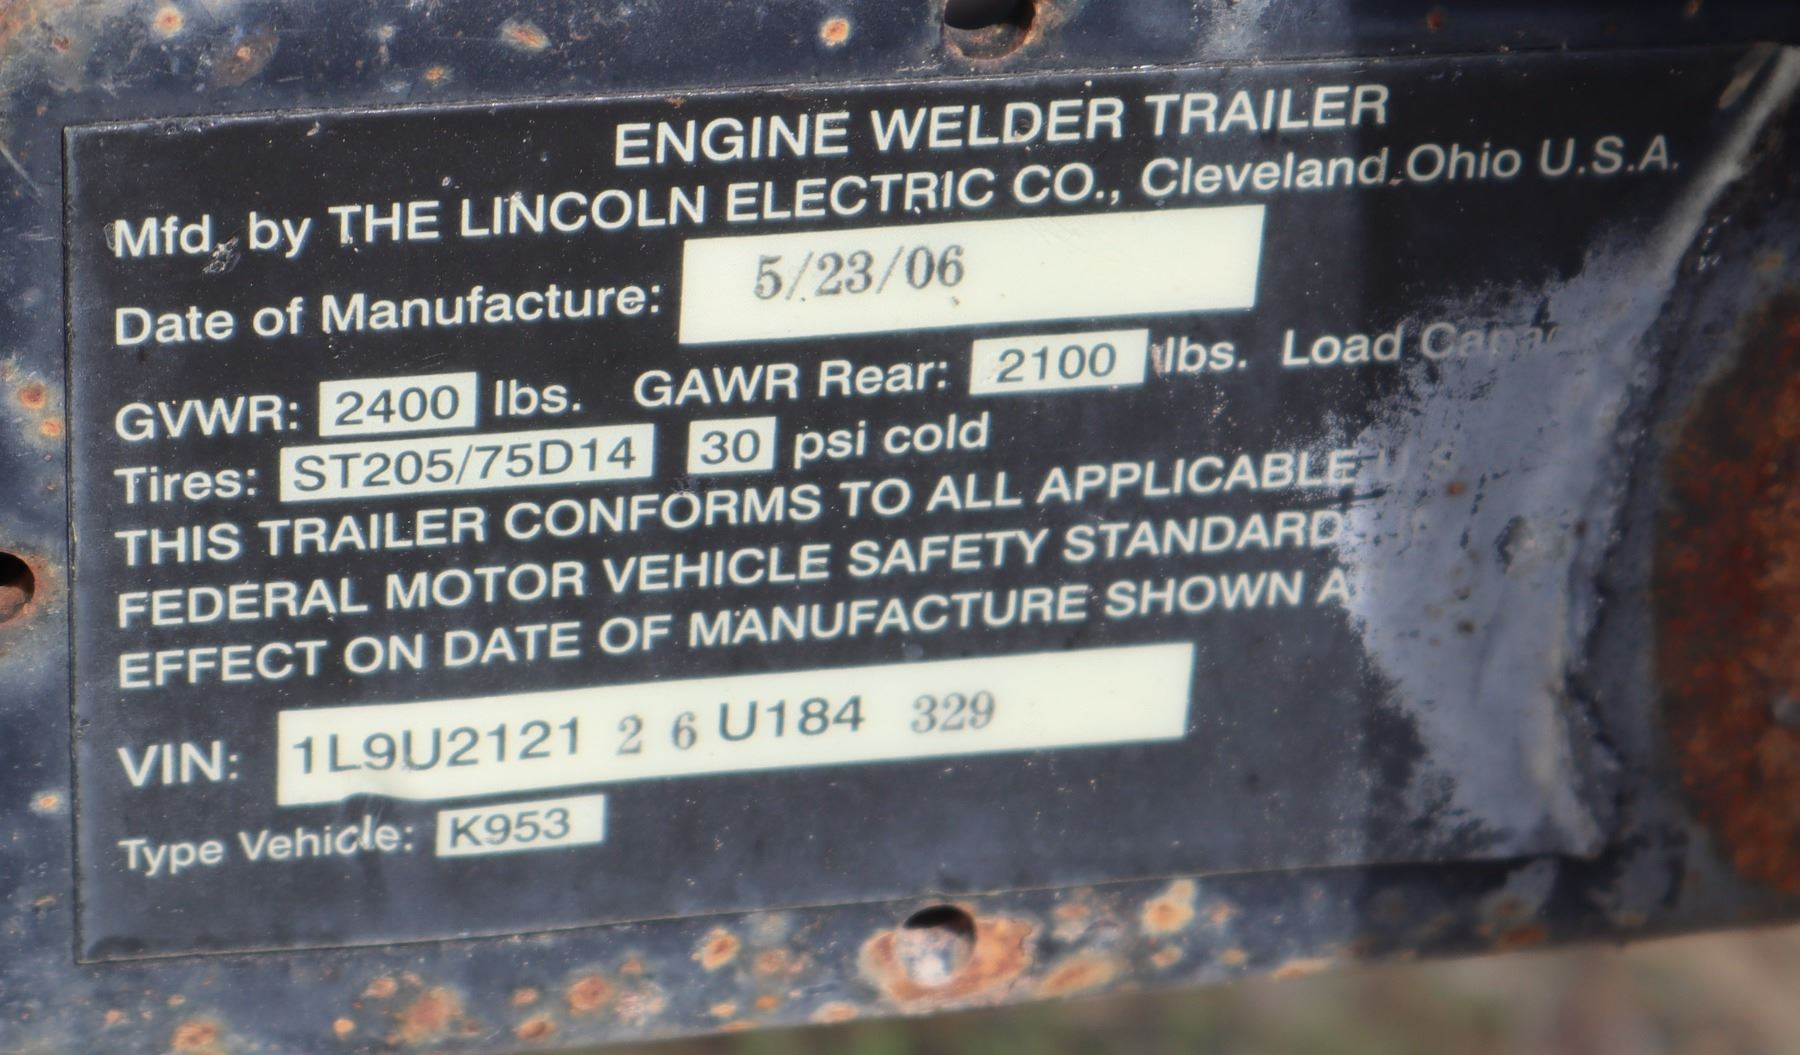 ENGINE WELDER TRAILER
Mfd. by THE LINCOLN ELECTRIC CO., Cleveland, Ohio U.S.A.
Date of Manufacture: 5/23/06
GVWR: 2400 lbs. GAWR Rear: 2100 lbs. Load
Tires: ST205/75D14 30 psi cold
THIS TRAILER CONFORMS TO ALL APPLICABLE U.S.
FEDERAL MOTOR VEHICLE SAFETY STANDARD
EFFECT ON DATE OF MANUFACTURE SHOWN
VIN: 1L9U2121 2 6 U184 329
Type Vehicle: K953